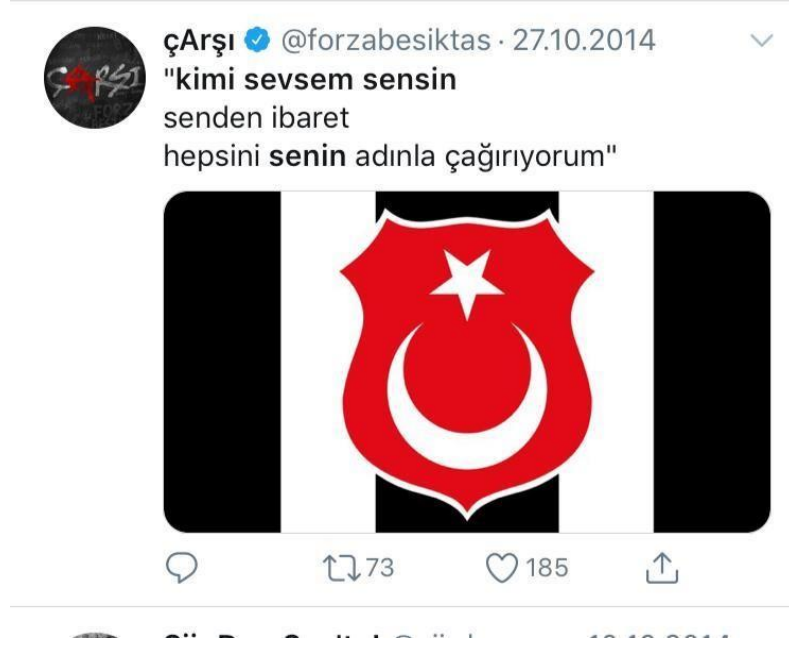 çArşı @forzabesiktas · 27.10.2014
"kimi sevsem sensin
senden ibaret
hepsini senin adınla çağırıyorum"
73 185